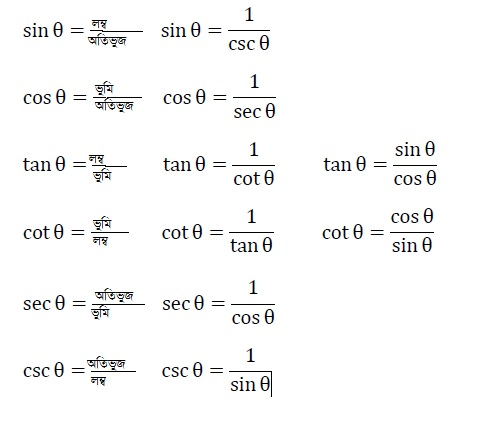 sin θ = লম্ব/অতিভুজ sin θ = 1/csc θ
cos θ = ভূমি/অতিভুজ cos θ = 1/sec θ
tan θ = লম্ব/ভূমি tan θ = 1/cot θ tan θ = sin θ/cos θ
cot θ = ভূমি/লম্ব cot θ = 1/tan θ cot θ = cos θ/sin θ
sec θ = অতিভুজ/ভূমি sec θ = 1/cos θ
csc θ = অতিভুজ/লম্ব csc θ = 1/sin θ